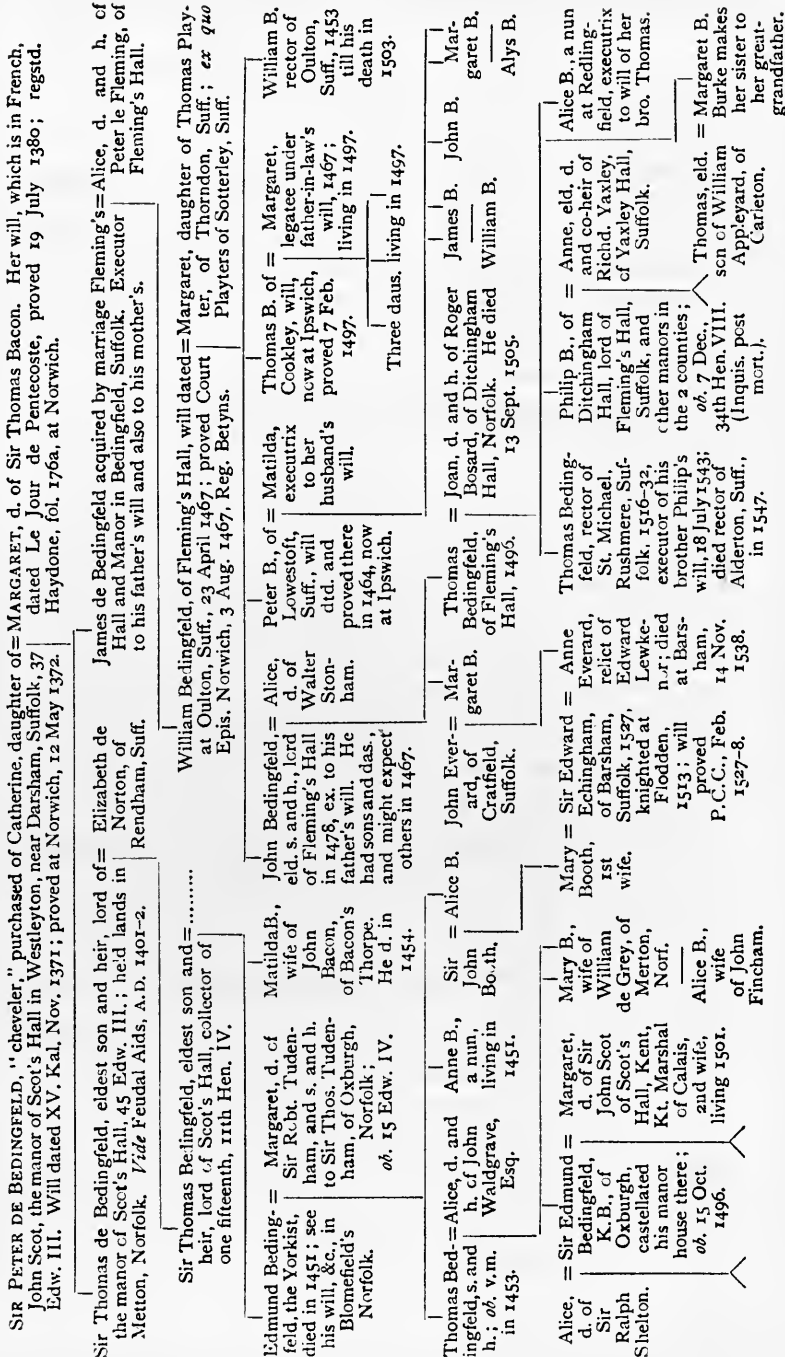 SIR PETER DE BEDINGFELD, "cheveler," purchased of Catherine, daughter of
John Scot, the manor of Scot's Hall in Westleyton, near Darsham, Suffolk, 37
Edw. III. Will dated XV. Kal. Nov. 1371; proved at Norwich, 12 May 1372.
= MARGARET, d. of Sir Thomas Bacon. Her will, which is in French,
dated Le Jour de Pentecoste, proved 19 July 1380; regstd.
Haydone, fol. 176a, at Norwich.
Sir Thomas de Bedingfeld, eldest son and heir, lord of
the manor of Scot's Hall, 45 Edw. III.; held lands in
Metton, Norfolk. Vide Feudal Aids, A.D. 1401-2.
= Elizabeth de
Norton, of
Rendham, Suff.
James de Bedingfeld acquired by marriage Fleming's
Hall and Manor in Bedingfield, Suffolk. Executor
to his father's will and also to his mother's.
= Alice, d. and h. of
Peter le Fleming, of
Fleming's Hall.
Sir Thomas Bedingfeld, eldest son and
heir, lord of Scot's Hall, collector of
one fifteenth, 11th Hen. IV.
= ..........
William Bedingfeld, of Fleming's Hall, will dated
at Oulton, Suff., 23 April 1467; proved Court
Epis. Norwich, 3 Aug. 1467, Reg. Betyns.
= Margaret, daughter of Thomas Play-
ter, of Thorndon, Suff.; ex quo
Playters of Sotterley, Suff.
Edmund Beding-
feld, the Yorkist,
died in 1451; see
his will, &c., in
Blomefield's
Norfolk.
= Margaret, d. of
Sir Robt. Tuden-
ham, and s. and h.
to Sir Thos. Tuden-
ham, of Oxburgh,
Norfolk;
ob. 15 Edw. IV.
Matilda B.,
wife of
John
Bacon,
of Bacon's
Thorpe.
He d. in
1454.
John Bedingfeld,
eld. s. and h., lord
of Fleming's Hall
in 1478, ex. to his
father's will. He
had sons and das.,
and might expect
others in 1467.
= Alice,
d. of
Walter
Ston-
ham.
Peter B., of
Lowestoft,
Suff., will
dtd. and
proved there
in 1464, now
at Ipswich.
= Matilda,
executrix
to her
husband's
will.
Thomas B. of
Cookley, will,
now at Ipswich,
proved 7 Feb.
1497.
= Margaret,
legatee under
father-in-law's
will, 1467;
living in 1497.
William B.
rector of
Oulton,
Suff., 1453
till his
death in
1503.
Three daus. living in 1497.
Thomas Bed-
ingfeld, s. and
h.; ob. v.m.
in 1453.
= Alice, d. and
h. of John
Waldgrave,
Esq.
Anne B.,
a nun,
living in
1451.
Sir
John
Booth,
= Alice B.
John Ever-
ard, of
Cratfield,
Suffolk.
= Mar-
garet B.
Thomas
Bedingfeld,
of Fleming's
Hall, 1496.
= Joan, d. and h. of Roger
Bosard, of Ditchingham
Hall, Norfolk. He died
13 Sept. 1505.
James B.
William B.
John B.
Mar-
garet B.
Alys B.
Alice,
d. of
Sir
Ralph
Shelton.
= Sir Edmund
Bedingfeld,
K.B., of
Oxburgh,
castellated
his manor
house there;
ob. 15 Oct.
1496.
= Margaret,
d. of Sir
John Scot
of Scot's
Hall, Kent,
Kt. Marshal
of Calais,
2nd wife,
living 1501.
Mary B.,
wife of
William
de Grey, of
Merton,
Norf.
Alice B.,
wife
of John
Fincham.
Mary
Booth,
1st
wife.
= Sir Edward
Echingham,
of Barsham,
Suffolk, 1527,
knighted at
Flodden,
1513; will
proved
P.C.C., Feb.
1527-8.
= Anne
Everard,
relict of
Edward
Lewke-
nor; died
at Bars-
ham,
14 Nov.
1538.
Thomas Beding-
feld, rector of
St. Michael,
Rushmere, Suf-
folk, 1516-32,
executor of his
brother Philip's
will, 18 July 1543;
died rector of
Alderton, Suff.,
in 1547.
Philip B., of
Ditchingham
Hall, lord of
Fleming's Hall,
Suffolk, and
other manors in
the 2 counties;
ob. 7 Dec.,
34th Hen. VIII.
(Inquis. post
mort.).
= Anne, eld. d.
and co-heir of
Richd. Yaxley,
of Yaxley Hall,
Suffolk.
Alice B., a nun
at Redling-
field, executrix
to will of her
bro. Thomas.
Thomas, eld.
son of William
Appleyard, of
Carleton.
= Margaret B.
Burke makes
her sister to
her great-
grandfather.